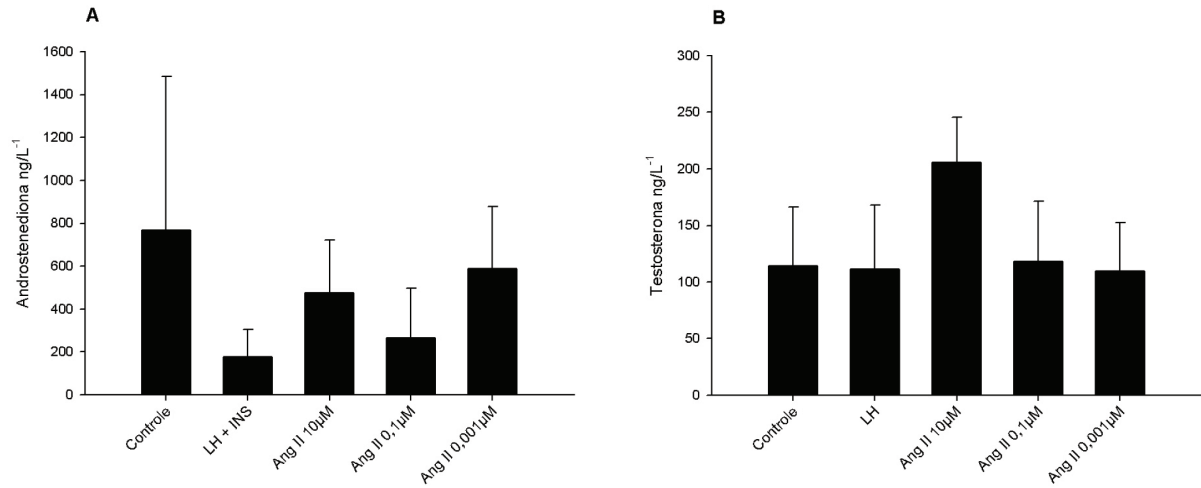 A
Androstenediona ng/L⁻¹
1600
1400
1200
1000
800
600
400
200
0
Controle
LH + INS
Ang II 10µM
Ang II 0,1µM
Ang II 0,001µM
B
Testosterona ng/L⁻¹
300
250
200
150
100
50
0
Controle
LH
Ang II 10µM
Ang II 0,1µM
Ang II 0,001µM